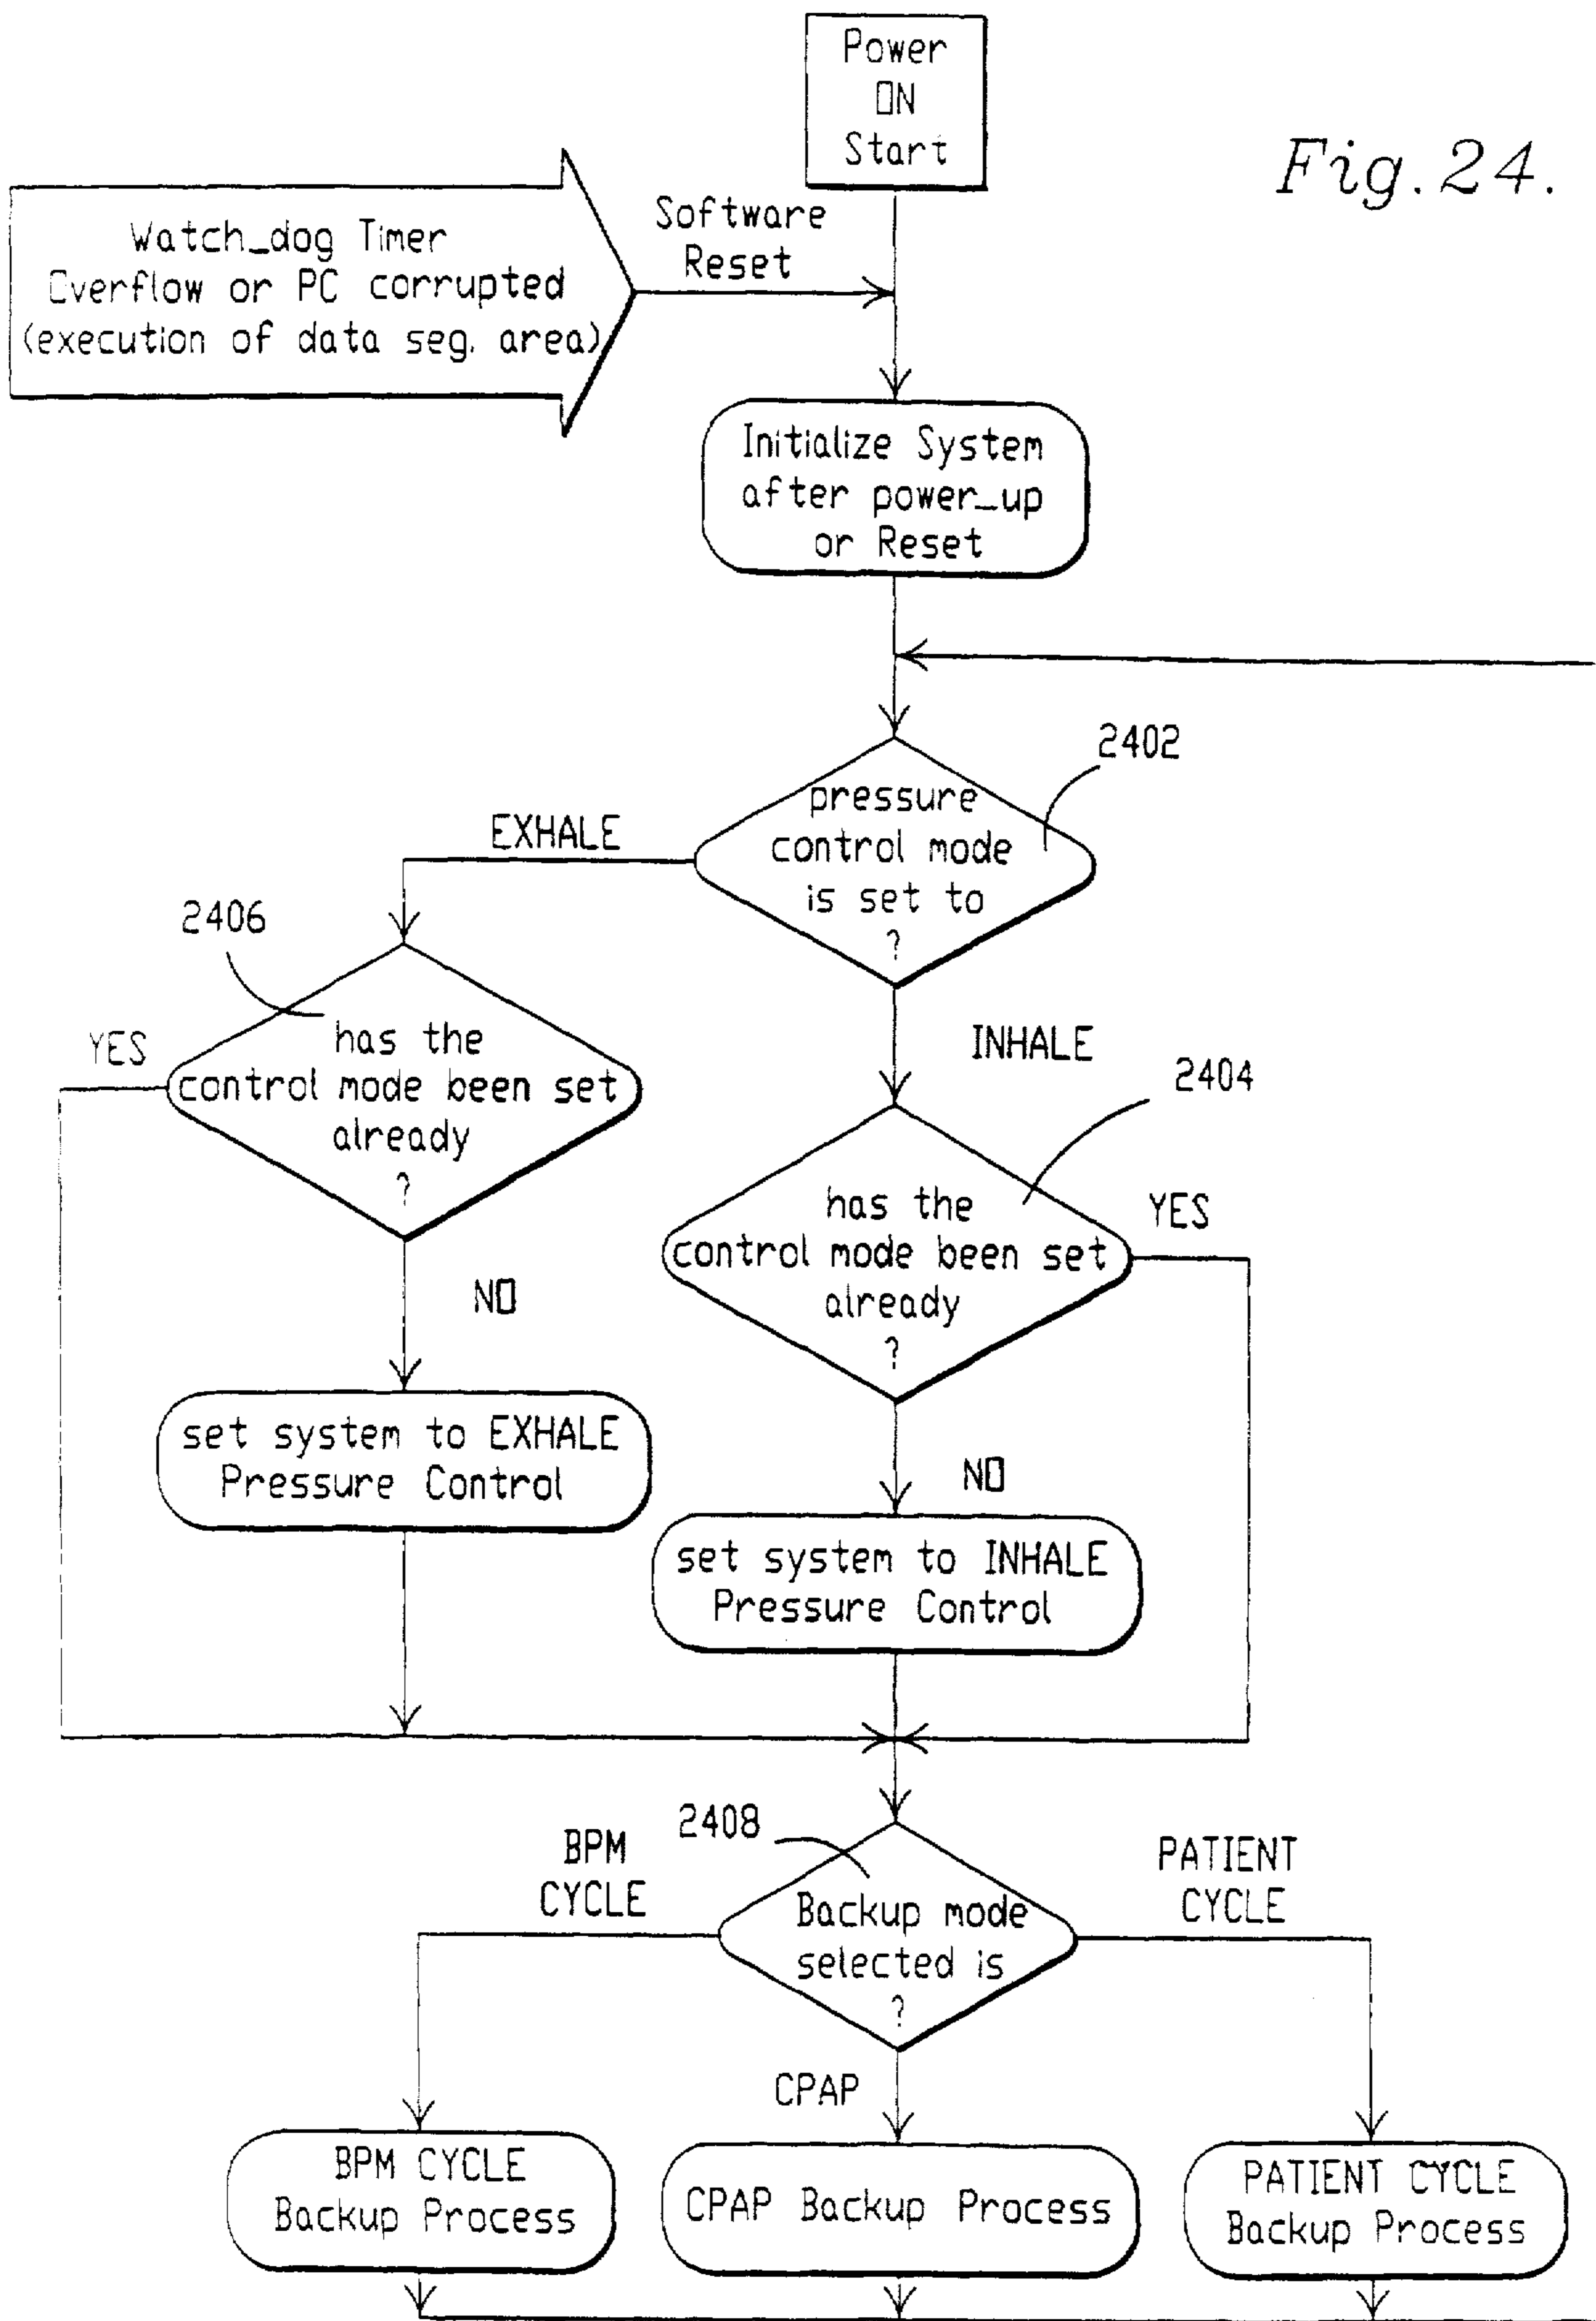 Power
ON
Start
Fig. 24.
Watch_dog Timer
Overflow or PC corrupted
(execution of data seg. area)
Software
Reset
Initialize System
after power_up
or Reset
2402
pressure
control mode
is set to
?
EXHALE
2406
has the
control mode been set
already
?
YES
INHALE
2404
has the
control mode been set
already
?
YES
NO
set system to EXHALE
Pressure Control
NO
set system to INHALE
Pressure Control
2408
BPM
CYCLE
Backup mode
selected is
?
PATIENT
CYCLE
CPAP
BPM CYCLE
Backup Process
CPAP Backup Process
PATIENT CYCLE
Backup Process